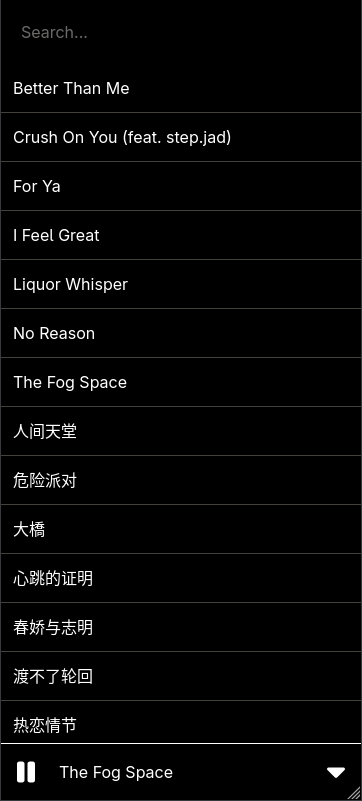 Search...
Better Than Me
Crush On You (feat. step.jad)
For Ya
I Feel Great
Liquor Whisper
No Reason
The Fog Space
人间天堂
危险派对
大橋
心跳的证明
春娇与志明
渡不了轮回
热恋情节
The Fog Space